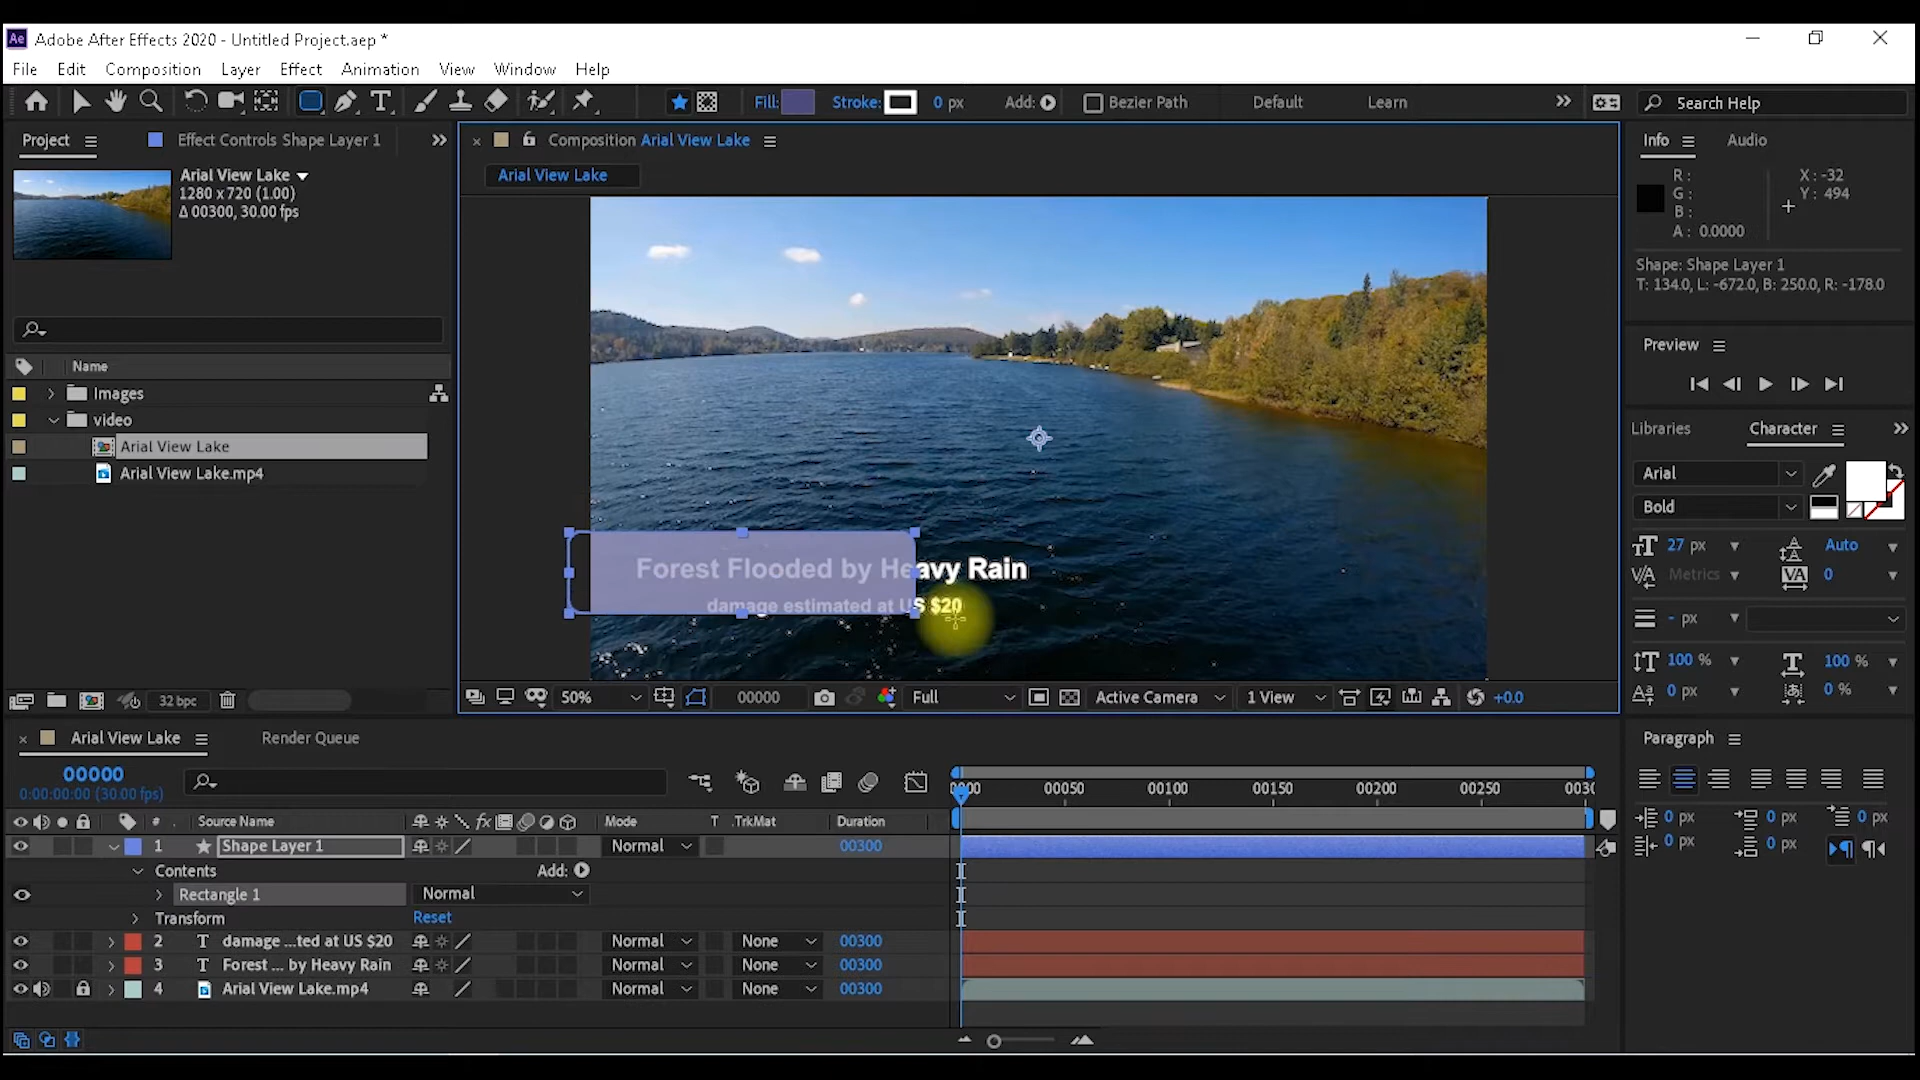 Ae Adobe After Effects 2020 - Untitled Project.aep *
File Edit Composition Layer Effect Animation View Window Help
Fill: Stroke: 0 px Add: Bezier Path Default Learn Search Help
Project Effect Controls Shape Layer 1
Arial View Lake
1280 x 720 (1.00)
Δ 00300, 30.00 fps
Name
Images
video
Arial View Lake
Arial View Lake.mp4
32 bpc
Composition Arial View Lake
Arial View Lake
Forest Flooded by Heavy Rain
damage estimated at US $20
50% 00000 Full Active Camera 1 View +0.0
Info Audio
R :
G :
B :
A : 0.0000
X : -32
Y : 494
Shape: Shape Layer 1
T: 134.0, L: -672.0, B: 250.0, R: -178.0
Preview
Libraries Character
Arial
Bold
27 px Auto
Metrics 0
- px
100 % 100 %
0 px 0 %
Paragraph
0 px 0 px 0 px
0 px 0 px
Arial View Lake Render Queue
00000
0:00:00:00 (30.00 fps)
0000 00050 00100 00150 00200 00250 0030
# Source Name fx Mode T .TrkMat Duration
1 Shape Layer 1 Normal 00300
Contents Add:
Rectangle 1 Normal
Transform Reset
2 T damage ...ted at US $20 Normal None 00300
3 T Forest ... by Heavy Rain Normal None 00300
4 Arial View Lake.mp4 Normal None 00300